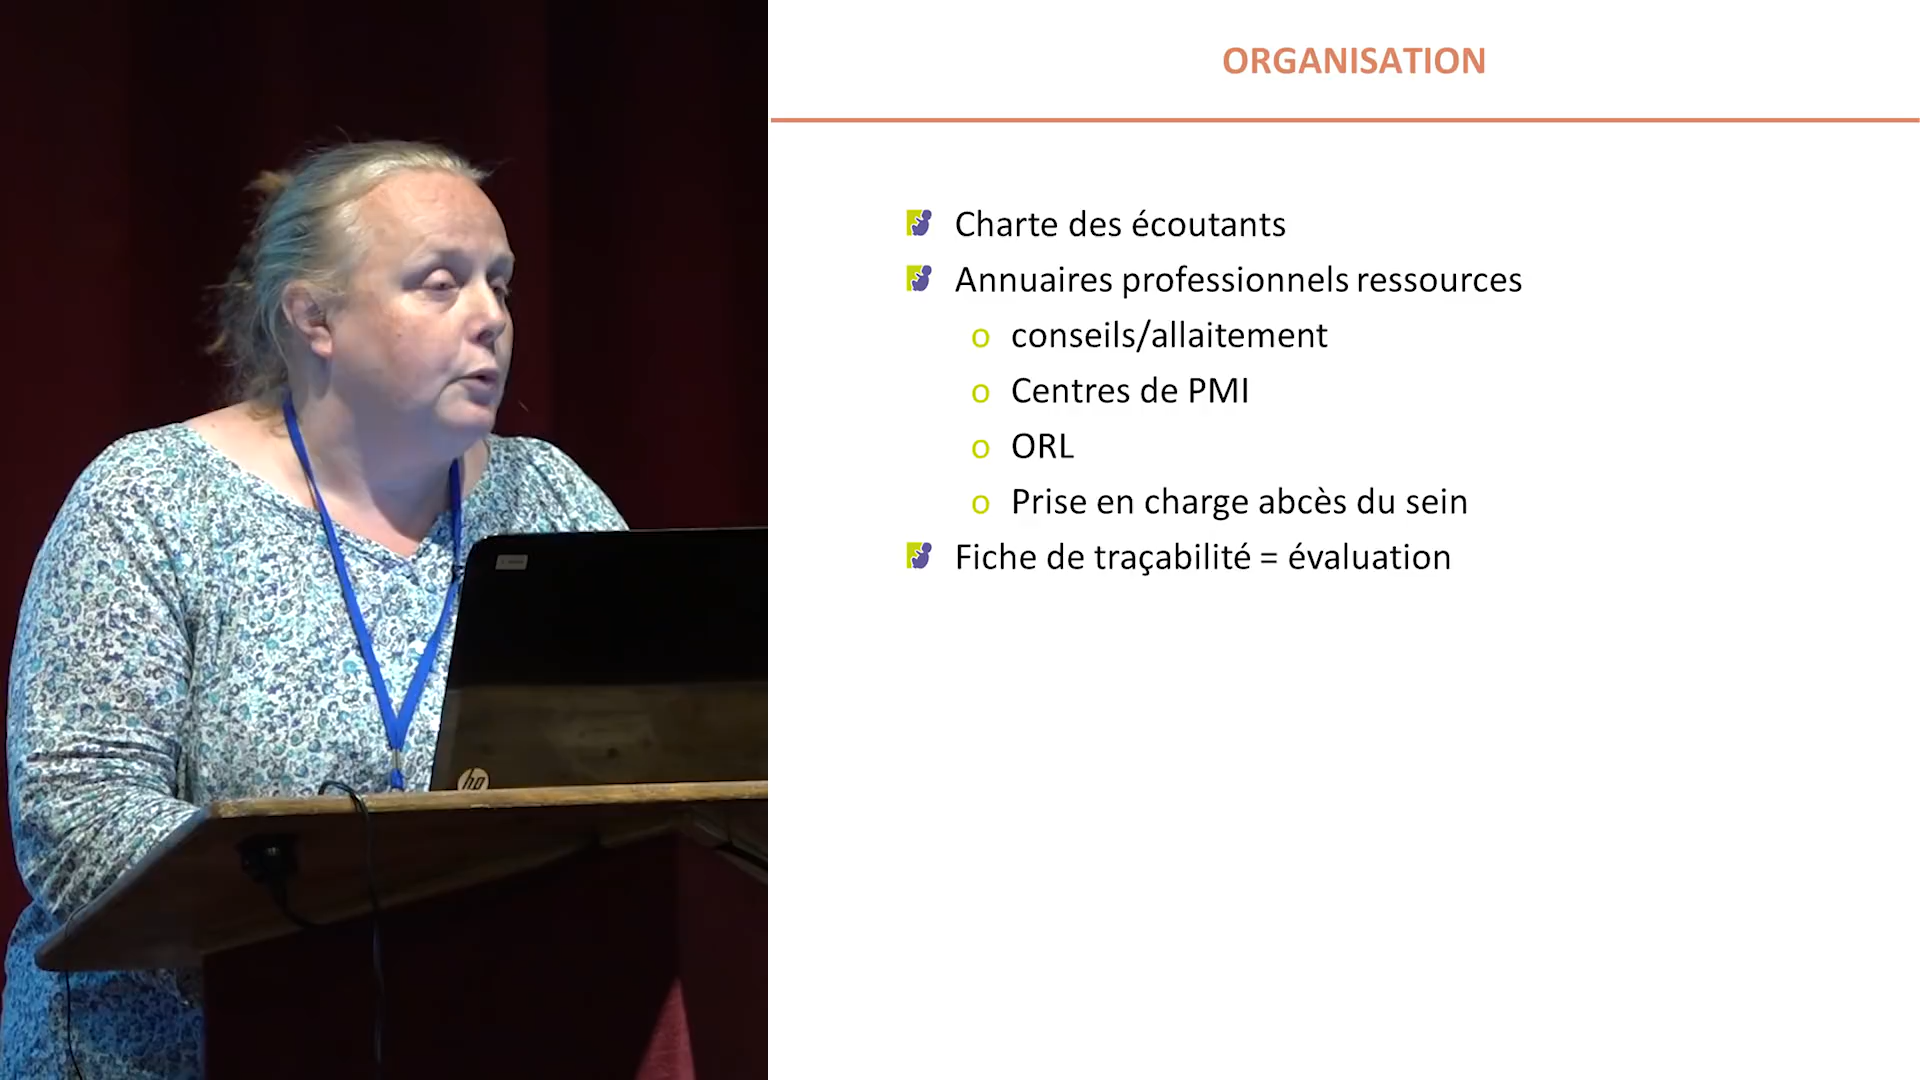 ORGANISATION
Charte des écoutants
Annuaires professionnels ressources
o conseils/allaitement
o Centres de PMI
o ORL
o Prise en charge abcès du sein
Fiche de traçabilité = évaluation
hp